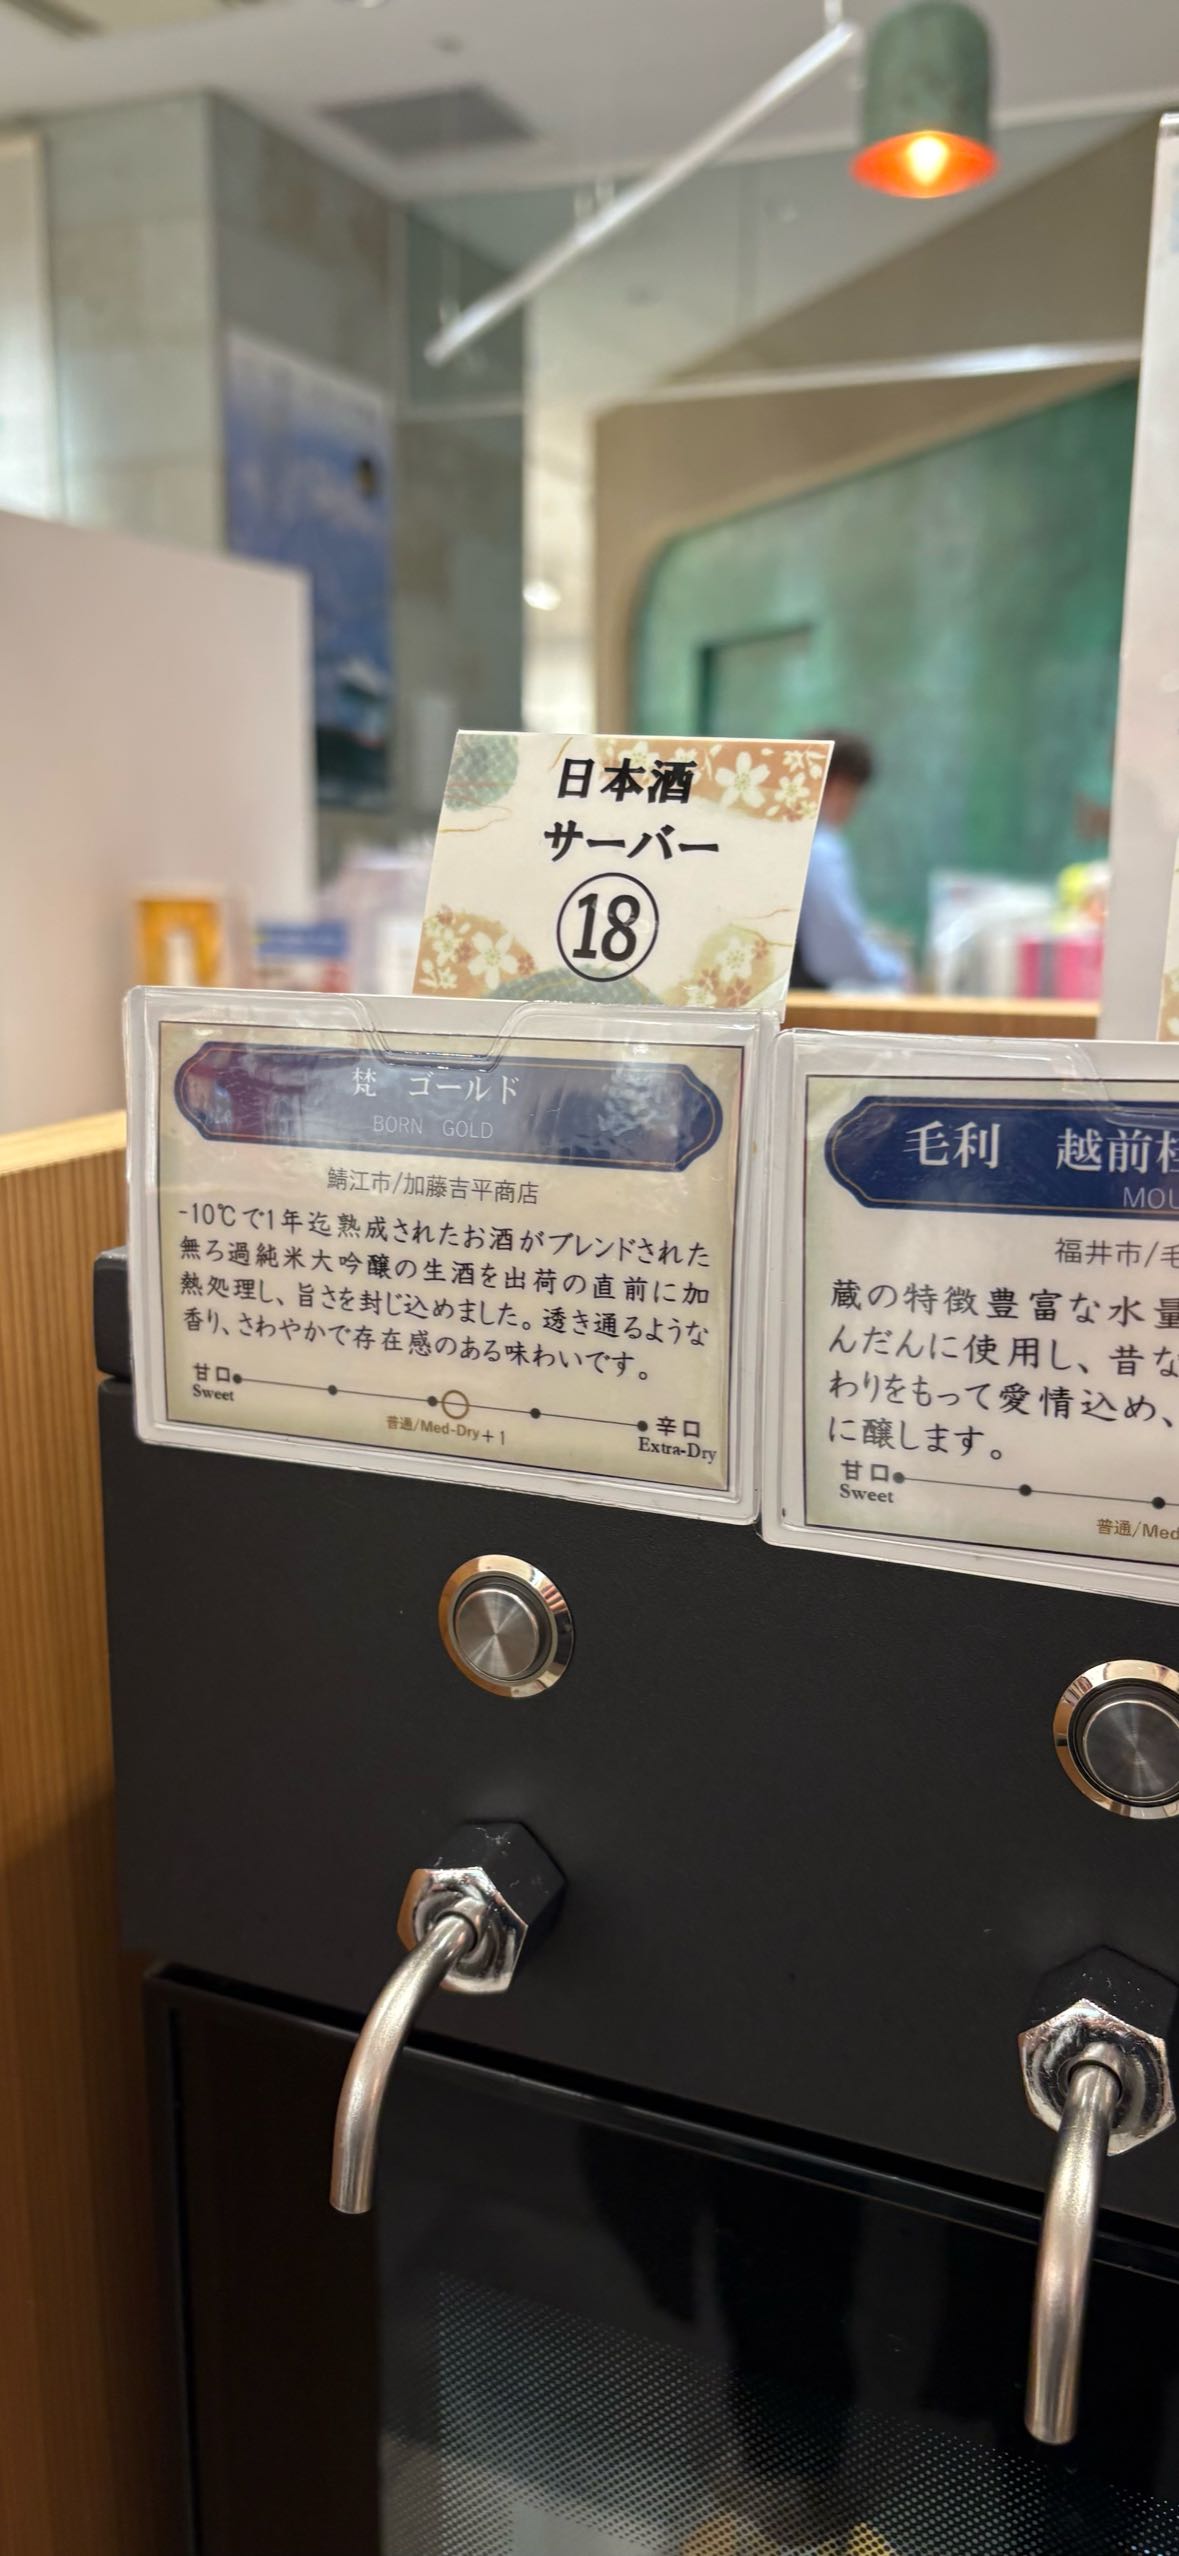 日本酒
サーバー
⑱
梵 ゴールド
BORN GOLD
鯖江市/加藤吉平商店
-10℃で1年迄熟成されたお酒がブレンドされた
無ろ過純米大吟醸の生酒を出荷の直前に加
熱処理し、旨さを封じ込めました。透き通るような
香り、さわやかで存在感のある味わいです。
甘口
Sweet
普通/Med-Dry+1
辛口
Extra-Dry
毛利 越前
MOU
福井市/毛
蔵の特徴豊富な水量
んだんに使用し、昔な
わりをもって愛情込め、
に醸します。
甘口
Sweet
普通/Med